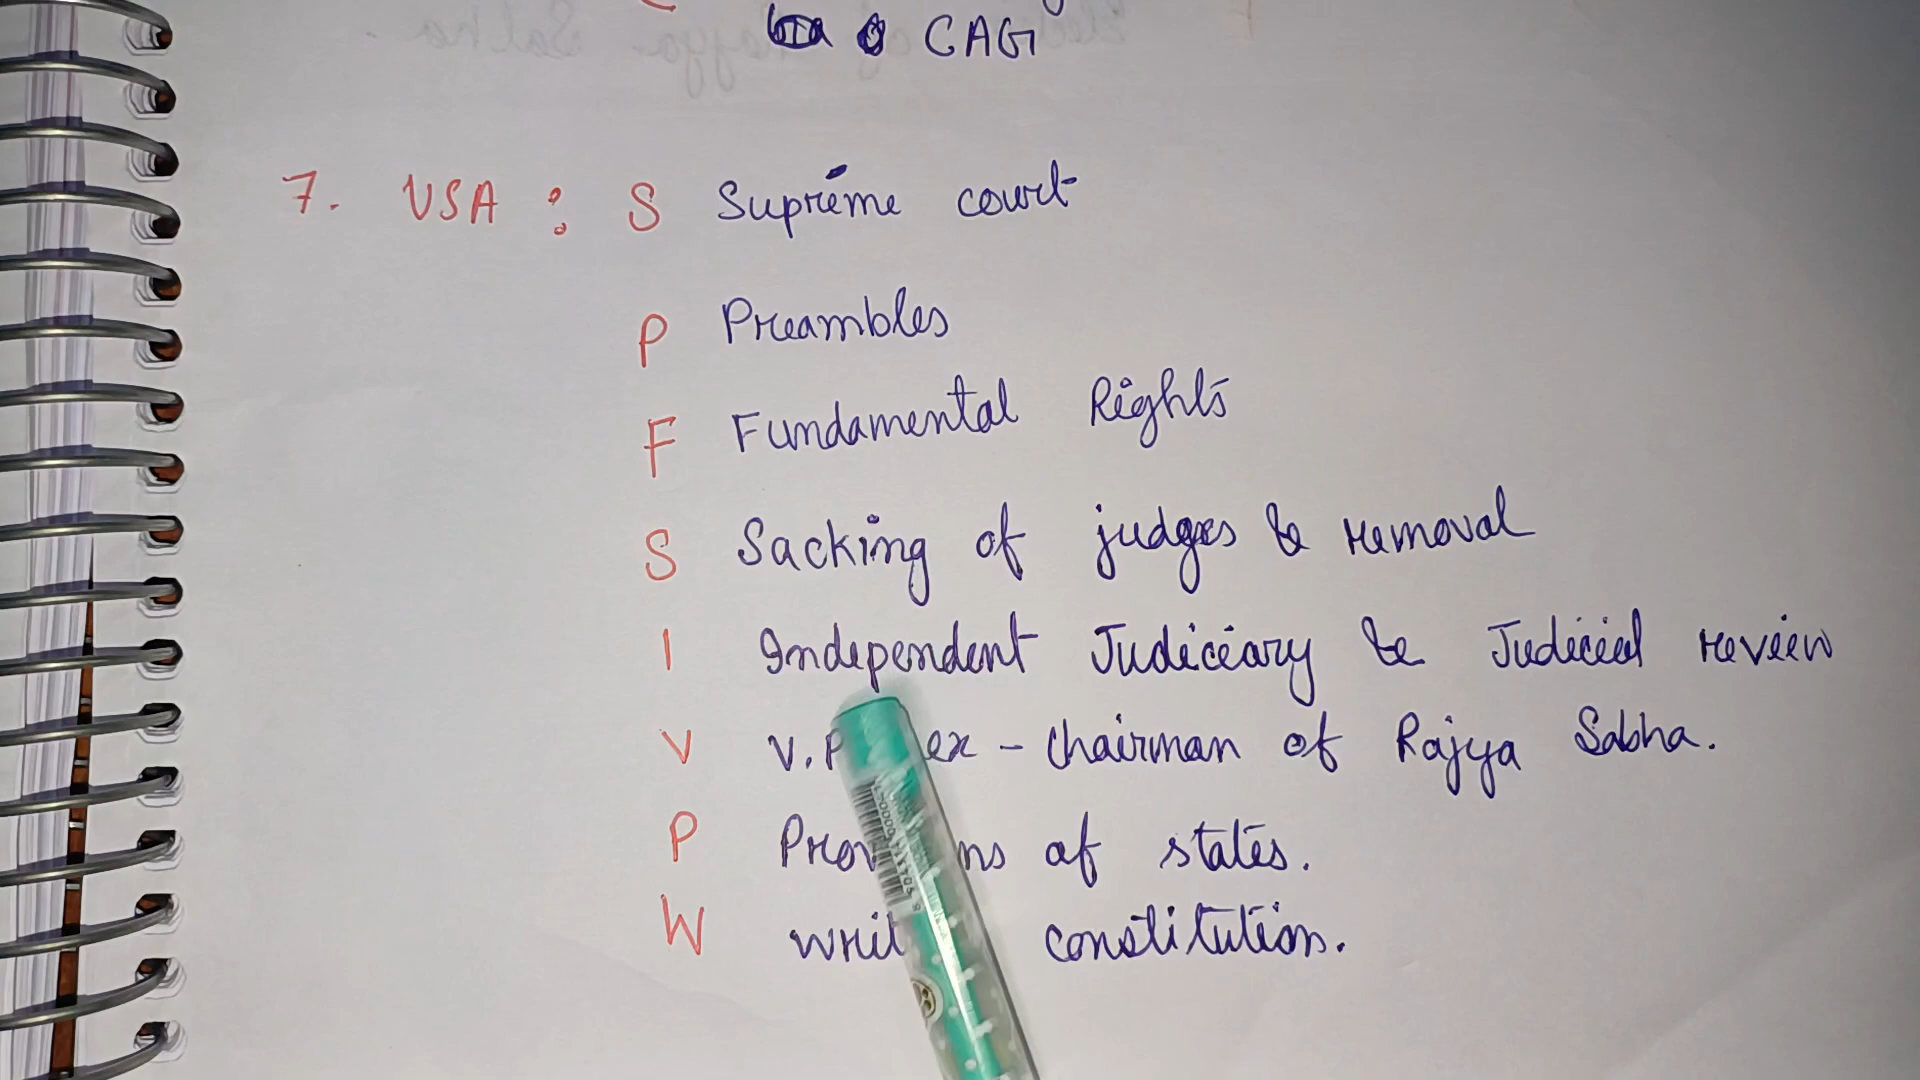 CAG
7. USA : S Supreme court
P Preambles
F Fundamental Rights
S Sacking of judges & removal
I Independent Judiciary & Judicial review
V V.P ex - chairman of Rajya Sabha.
P of states.
W constitution.